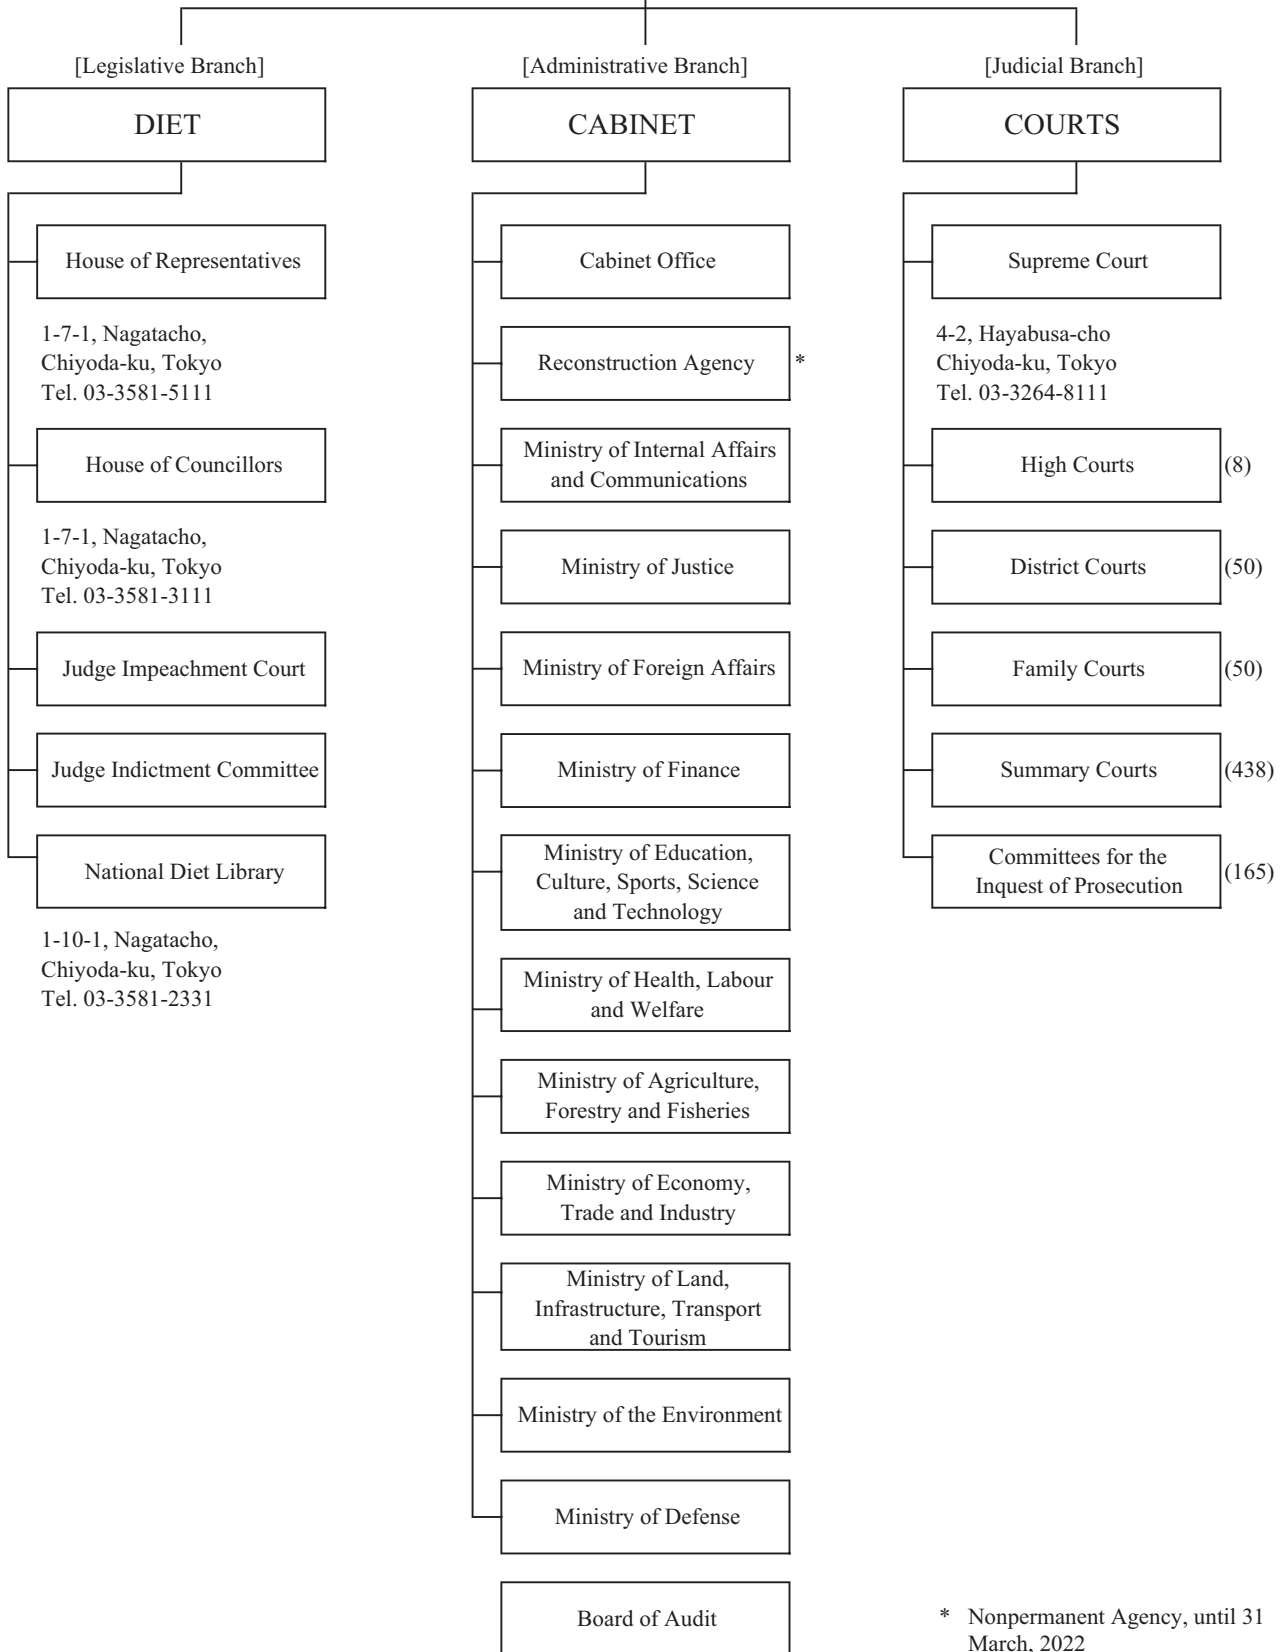 [Legislative Branch]
DIET
House of Representatives
1-7-1, Nagatacho,
Chiyoda-ku, Tokyo
Tel. 03-3581-5111
House of Councillors
1-7-1, Nagatacho,
Chiyoda-ku, Tokyo
Tel. 03-3581-3111
Judge Impeachment Court
Judge Indictment Committee
National Diet Library
1-10-1, Nagatacho,
Chiyoda-ku, Tokyo
Tel. 03-3581-2331
[Administrative Branch]
CABINET
Cabinet Office
Reconstruction Agency *
Ministry of Internal Affairs
and Communications
Ministry of Justice
Ministry of Foreign Affairs
Ministry of Finance
Ministry of Education,
Culture, Sports, Science
and Technology
Ministry of Health, Labour
and Welfare
Ministry of Agriculture,
Forestry and Fisheries
Ministry of Economy,
Trade and Industry
Ministry of Land,
Infrastructure, Transport
and Tourism
Ministry of the Environment
Ministry of Defense
Board of Audit
[Judicial Branch]
COURTS
Supreme Court
4-2, Hayabusa-cho
Chiyoda-ku, Tokyo
Tel. 03-3264-8111
High Courts (8)
District Courts (50)
Family Courts (50)
Summary Courts (438)
Committees for the
Inquest of Prosecution (165)
* Nonpermanent Agency, until 31
March, 2022